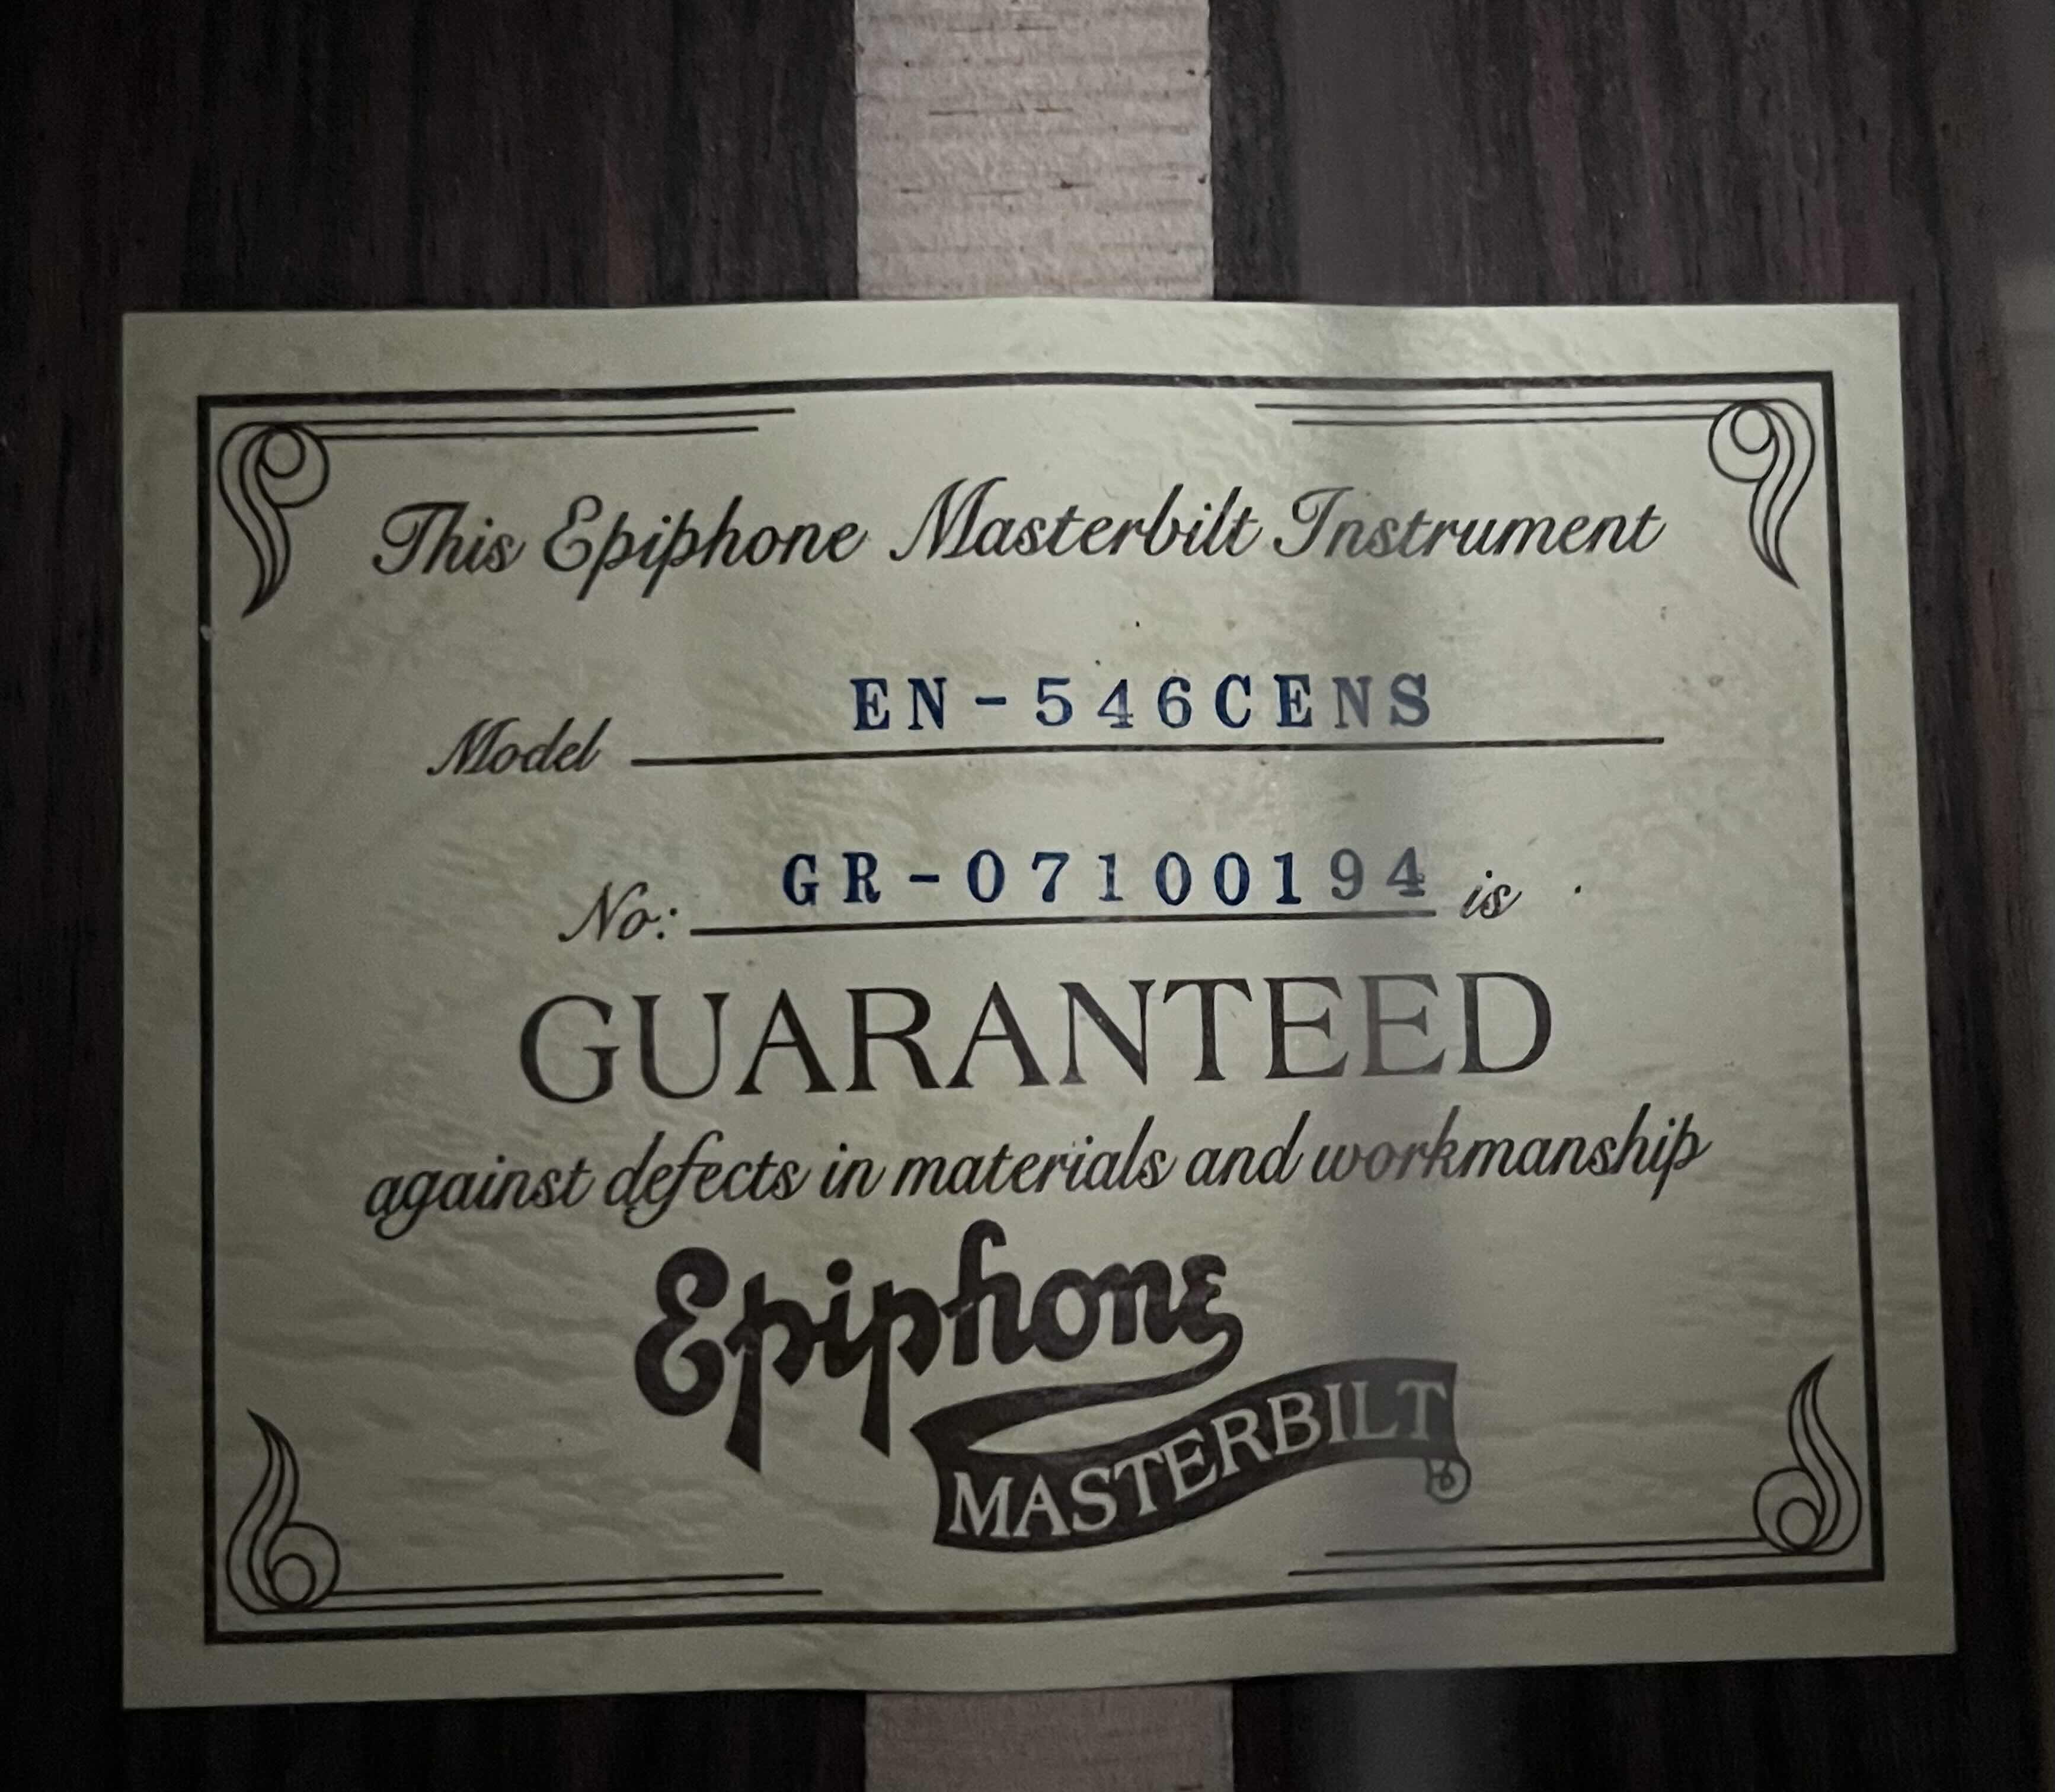 This Epiphone Masterbilt Instrument
Model EN-546CENS
No: GR-07100194 is
GUARANTEED
against defects in materials and workmanship
Epiphone
MASTERBILT